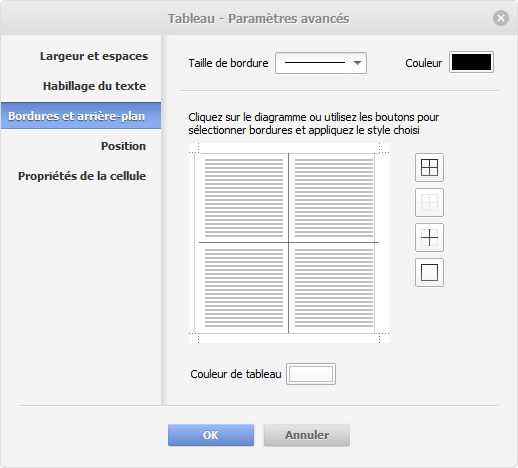 Tableau - Paramètres avancés
Largeur et espaces
Habillage du texte
Bordures et arrière-plan
Position
Propriétés de la cellule
Taille de bordure
Couleur
Cliquez sur le diagramme ou utilisez les boutons pour
sélectionner bordures et appliquez le style choisi
Couleur de tableau
OK
Annuler